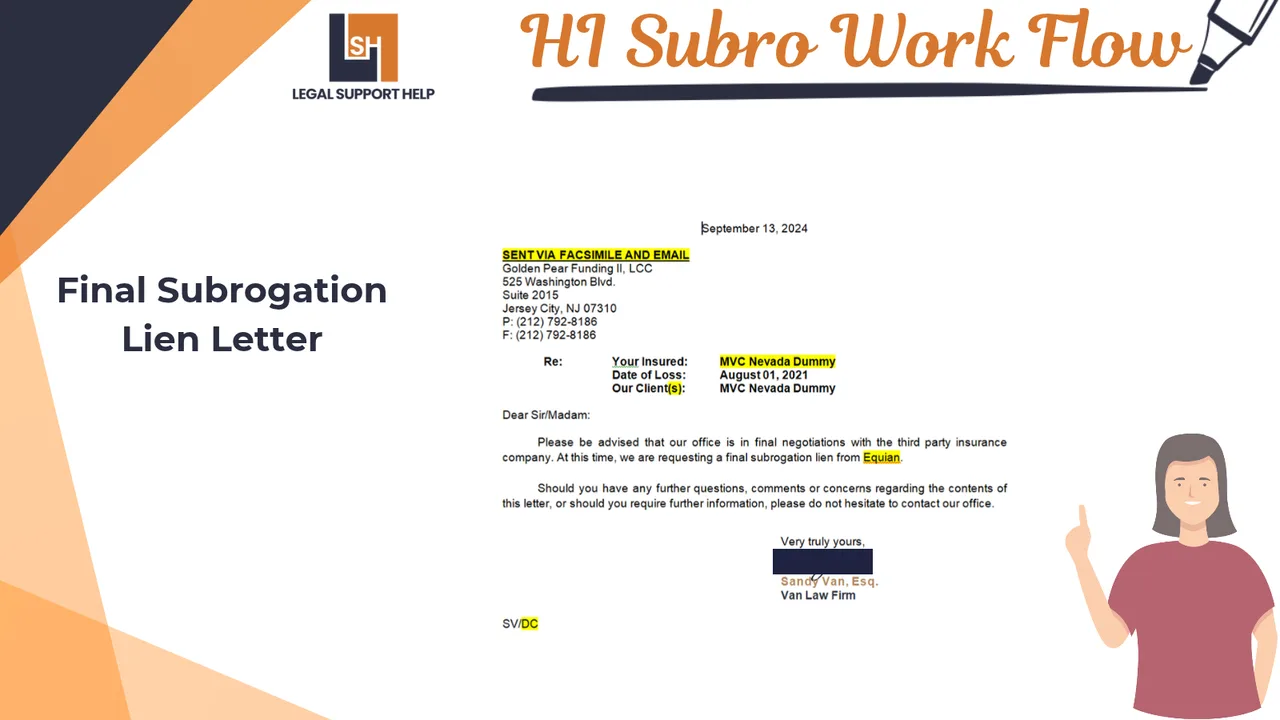 LSH
LEGAL SUPPORT HELP
HI Subro Work Flow
Final Subrogation
Lien Letter
September 13, 2024
SENT VIA FACSIMILE AND EMAIL
Golden Pear Funding II, LCC
525 Washington Blvd.
Suite 2015
Jersey City, NJ 07310
P: (212) 792-8186
F: (212) 792-8186
Re: Your Insured: MVC Nevada Dummy
Date of Loss: August 01, 2021
Our Client(s): MVC Nevada Dummy
Dear Sir/Madam:
Please be advised that our office is in final negotiations with the third party insurance
company. At this time, we are requesting a final subrogation lien from Equian.
Should you have any further questions, comments or concerns regarding the contents of
this letter, or should you require further information, please do not hesitate to contact our office.
Very truly yours,
Sandy Van, Esq.
Van Law Firm
SV/DC